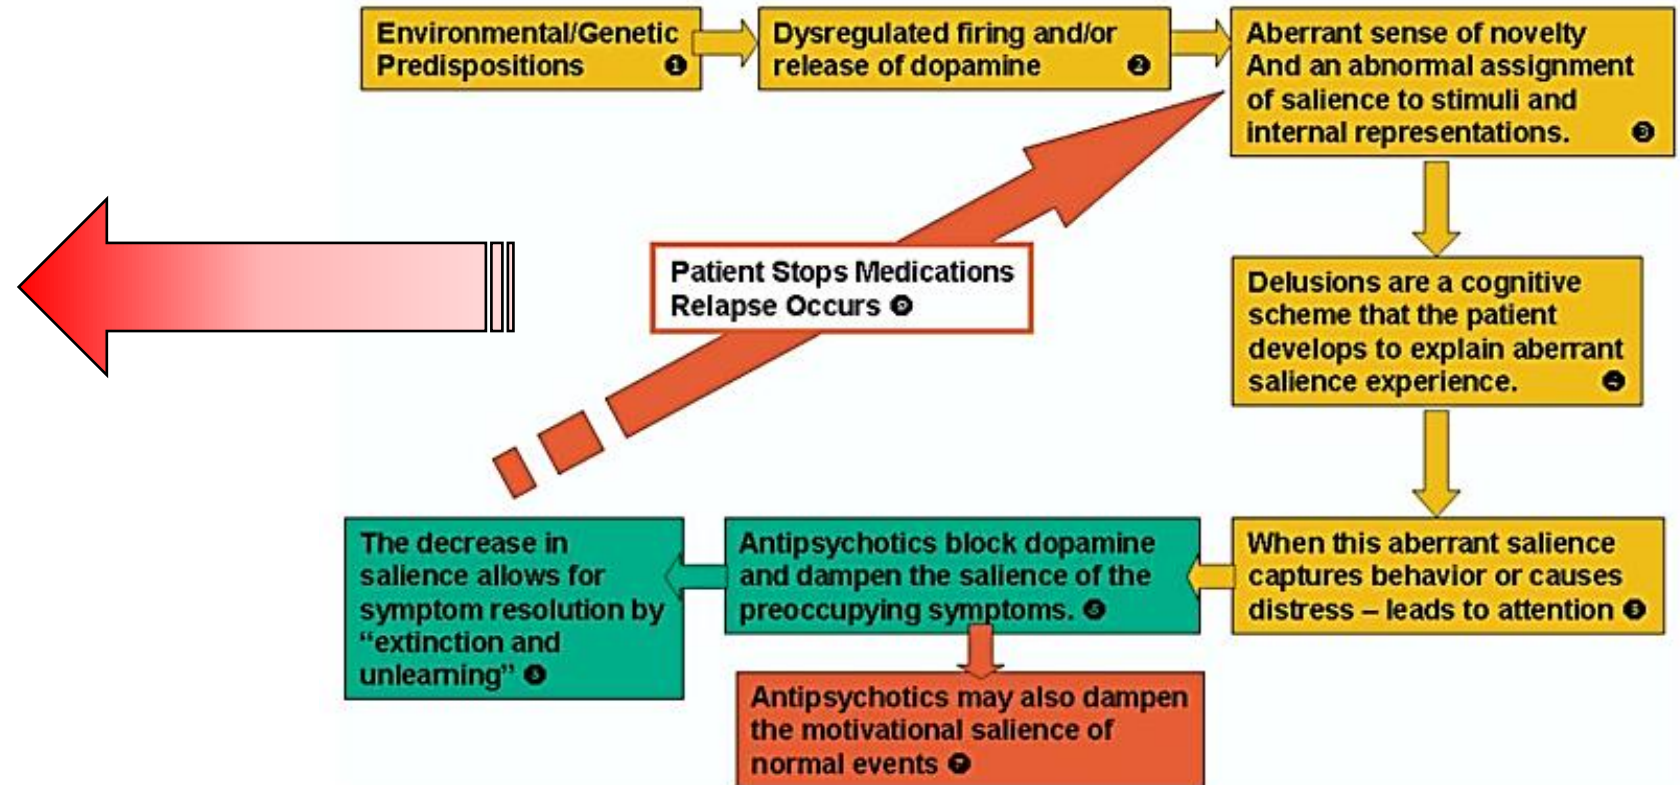 Environmental/Genetic
Predispositions ❶
Dysregulated firing and/or
release of dopamine ❷
Aberrant sense of novelty
And an abnormal assignment
of salience to stimuli and
internal representations. ❸
Patient Stops Medications
Relapse Occurs
Delusions are a cognitive
scheme that the patient
develops to explain aberrant
salience experience. ❹
The decrease in
salience allows for
symptom resolution by
“extinction and
unlearning”
Antipsychotics block dopamine
and dampen the salience of the
preoccupying symptoms.
When this aberrant salience
captures behavior or causes
distress – leads to attention
Antipsychotics may also dampen
the motivational salience of
normal events